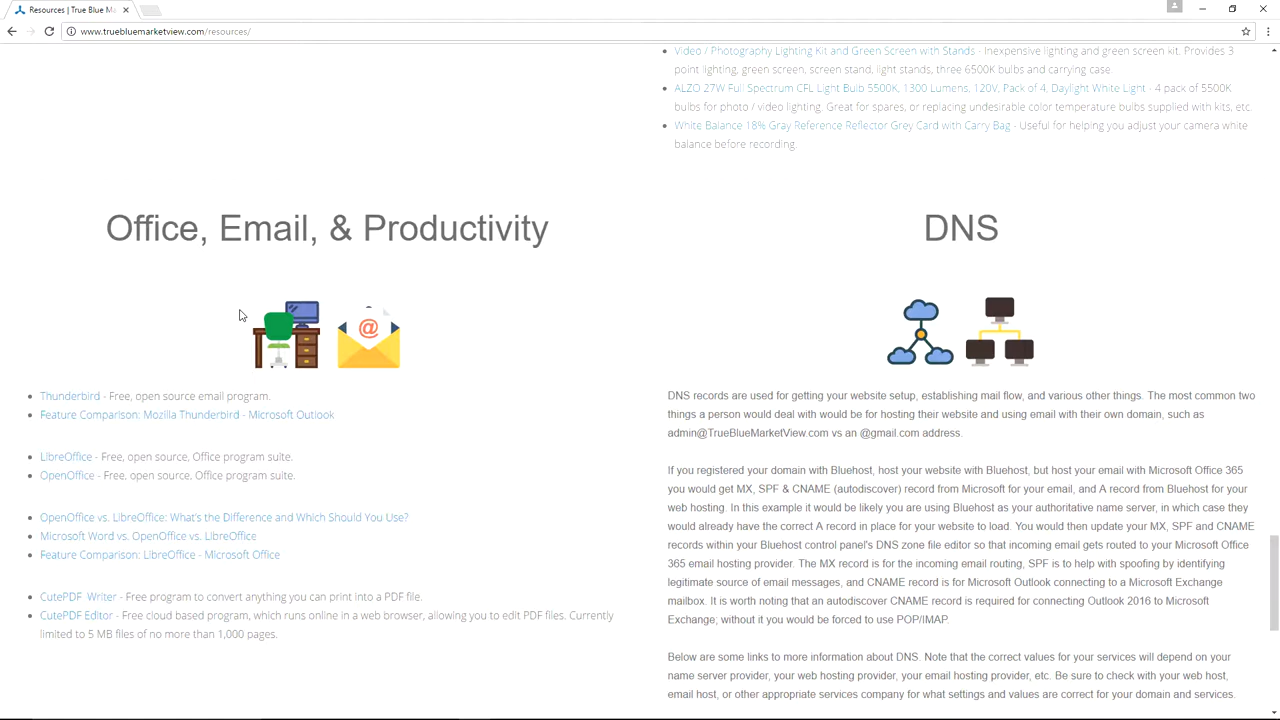 Resources | True Blue Ma
www.truebluemarketview.com/resources/
Video / Photography Lighting Kit and Green Screen with Stands - Inexpensive lighting and green screen kit. Provides 3
point lighting, green screen, screen stand, light stands, three 6500K bulbs and carrying case.
ALZO 27W Full Spectrum CFL Light Bulb 5500K, 1300 Lumens, 120V, Pack of 4, Daylight White Light - 4 pack of 5500K
bulbs for photo / video lighting. Great for spares, or replacing undesirable color temperature bulbs supplied with kits, etc.
White Balance 18% Gray Reference Reflector Grey Card with Carry Bag - Useful for helping you adjust your camera white
balance before recording.
Office, Email, & Productivity
@
Thunderbird - Free, open source email program.
Feature Comparison: Mozilla Thunderbird - Microsoft Outlook
LibreOffice - Free, open source, Office program suite.
OpenOffice - Free, open source, Office program suite.
OpenOffice vs. LibreOffice: What's the Difference and Which Should You Use?
Microsoft Word vs. OpenOffice vs. LibreOffice
Feature Comparison: LibreOffice - Microsoft Office
CutePDF Writer - Free program to convert anything you can print into a PDF file.
CutePDF Editor - Free cloud based program, which runs online in a web browser, allowing you to edit PDF files. Currently
limited to 5 MB files of no more than 1,000 pages.
DNS
DNS records are used for getting your website setup, establishing mail flow, and various other things. The most common two
things a person would deal with would be for hosting their website and using email with their own domain, such as
admin@TrueBlueMarketView.com vs an @gmail.com address.
If you registered your domain with Bluehost, host your website with Bluehost, but host your email with Microsoft Office 365
you would get MX, SPF & CNAME (autodiscover) record from Microsoft for your email, and A record from Bluehost for your
web hosting. In this example it would be likely you are using Bluehost as your authoritative name server, in which case they
would already have the correct A record in place for your website to load. You would then update your MX, SPF and CNAME
records within your Bluehost control panel's DNS zone file editor so that incoming email gets routed to your Microsoft Office
365 email hosting provider. The MX record is for the incoming email routing, SPF is to help with spoofing by identifying
legitimate source of email messages, and CNAME record is for Microsoft Outlook connecting to a Microsoft Exchange
mailbox. It is worth noting that an autodiscover CNAME record is required for connecting Outlook 2016 to Microsoft
Exchange; without it you would be forced to use POP/IMAP.
Below are some links to more information about DNS. Note that the correct values for your services will depend on your
name server provider, your web hosting provider, your email hosting provider, etc. Be sure to check with your web host,
email host, or other appropriate services company for what settings and values are correct for your domain and services.